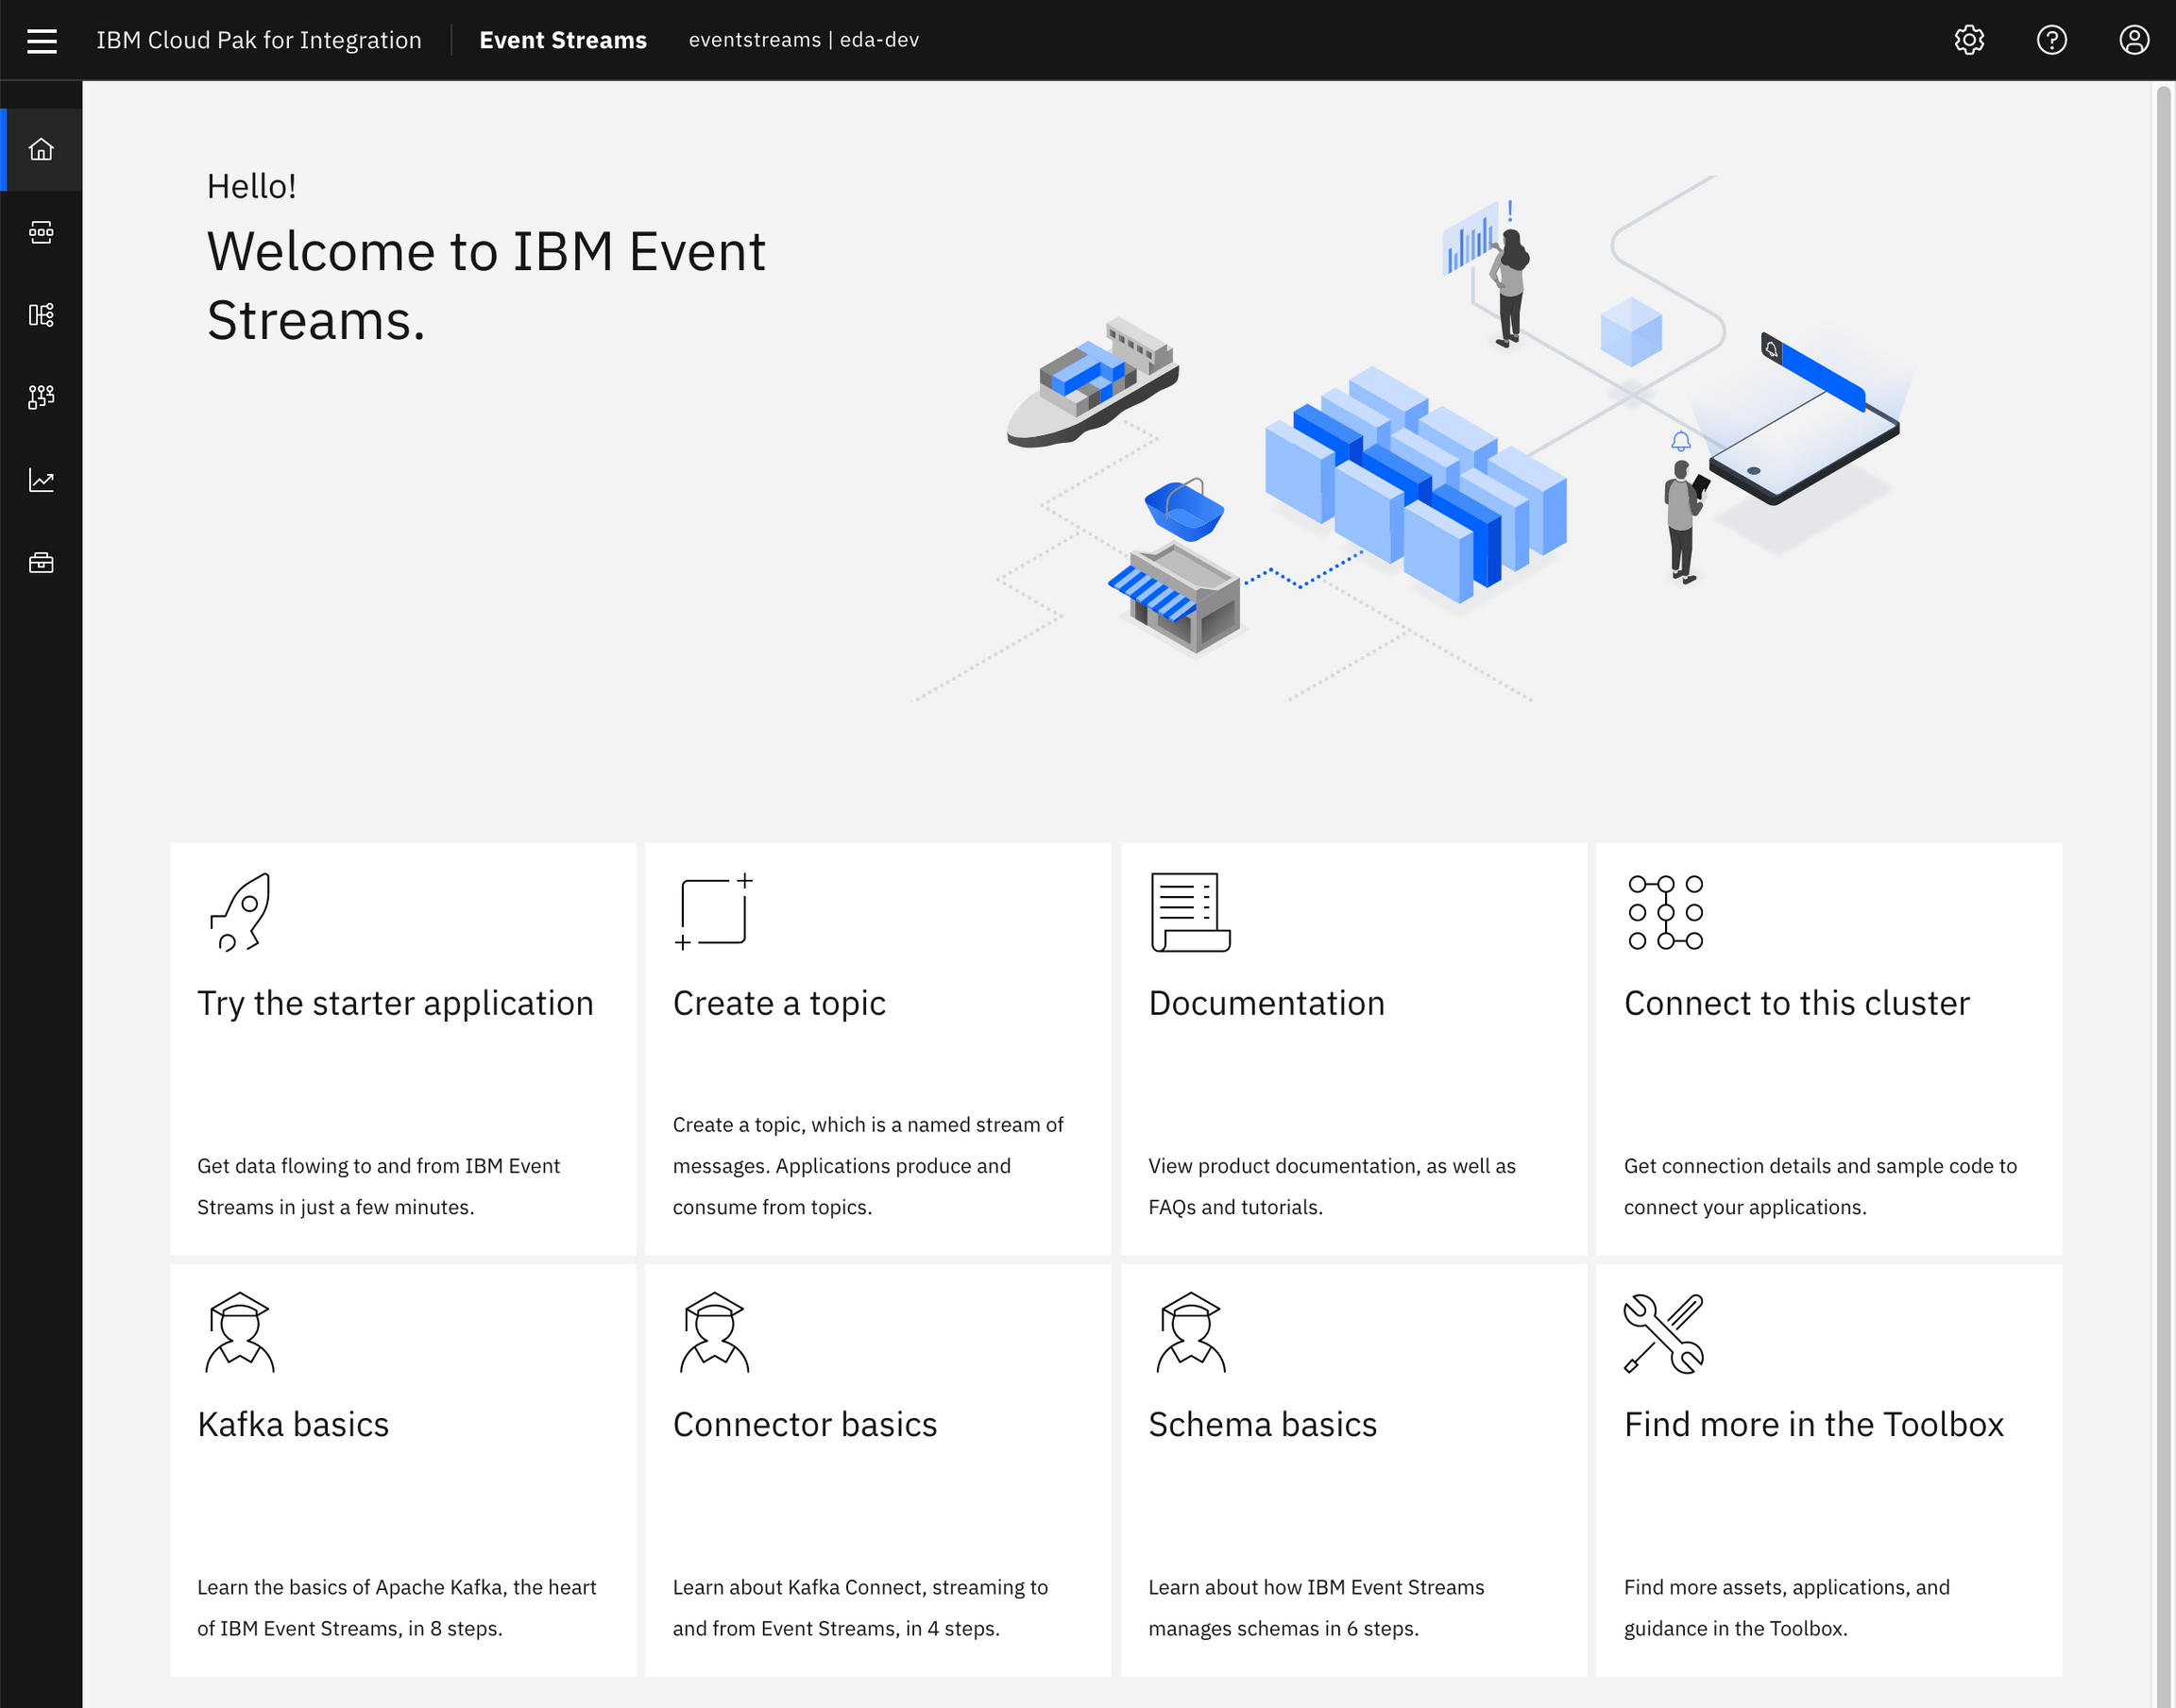 IBM Cloud Pak for Integration
Event Streams
eventstreams | eda-dev
Hello!
Welcome to IBM Event
Streams.
!
Try the starter application
Get data flowing to and from IBM Event
Streams in just a few minutes.
Create a topic
Create a topic, which is a named stream of
messages. Applications produce and
consume from topics.
Documentation
View product documentation, as well as
FAQs and tutorials.
Connect to this cluster
Get connection details and sample code to
connect your applications.
Kafka basics
Learn the basics of Apache Kafka, the heart
of IBM Event Streams, in 8 steps.
Connector basics
Learn about Kafka Connect, streaming to
and from Event Streams, in 4 steps.
Schema basics
Learn about how IBM Event Streams
manages schemas in 6 steps.
Find more in the Toolbox
Find more assets, applications, and
guidance in the Toolbox.